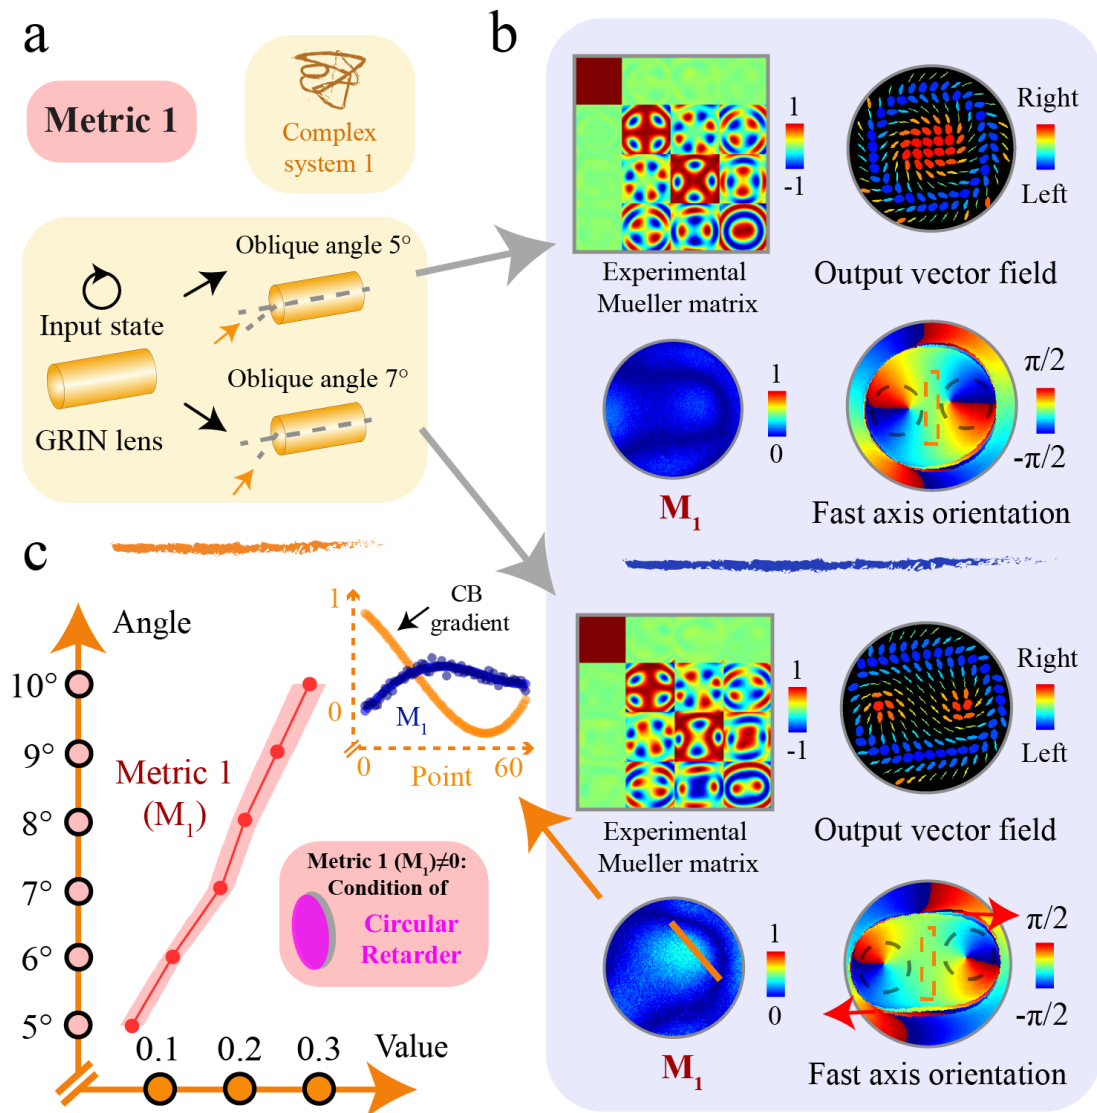 a
Metric 1
Complex
system 1
Input state
GRIN lens
Oblique angle 5°
Oblique angle 7°
b
1
-1
Experimental
Mueller matrix
Right
Left
Output vector field
1
0
M₁
π/2
-π/2
Fast axis orientation
1
-1
Experimental
Mueller matrix
Right
Left
Output vector field
1
0
M₁
π/2
-π/2
Fast axis orientation
c
Angle
10°
9°
8°
7°
6°
5°
0.1
0.2
0.3
Value
Metric 1
(M₁)
1
0
CB
gradient
M₁
0
Point
60
Metric 1 (M₁)≠0:
Condition of
Circular
Retarder